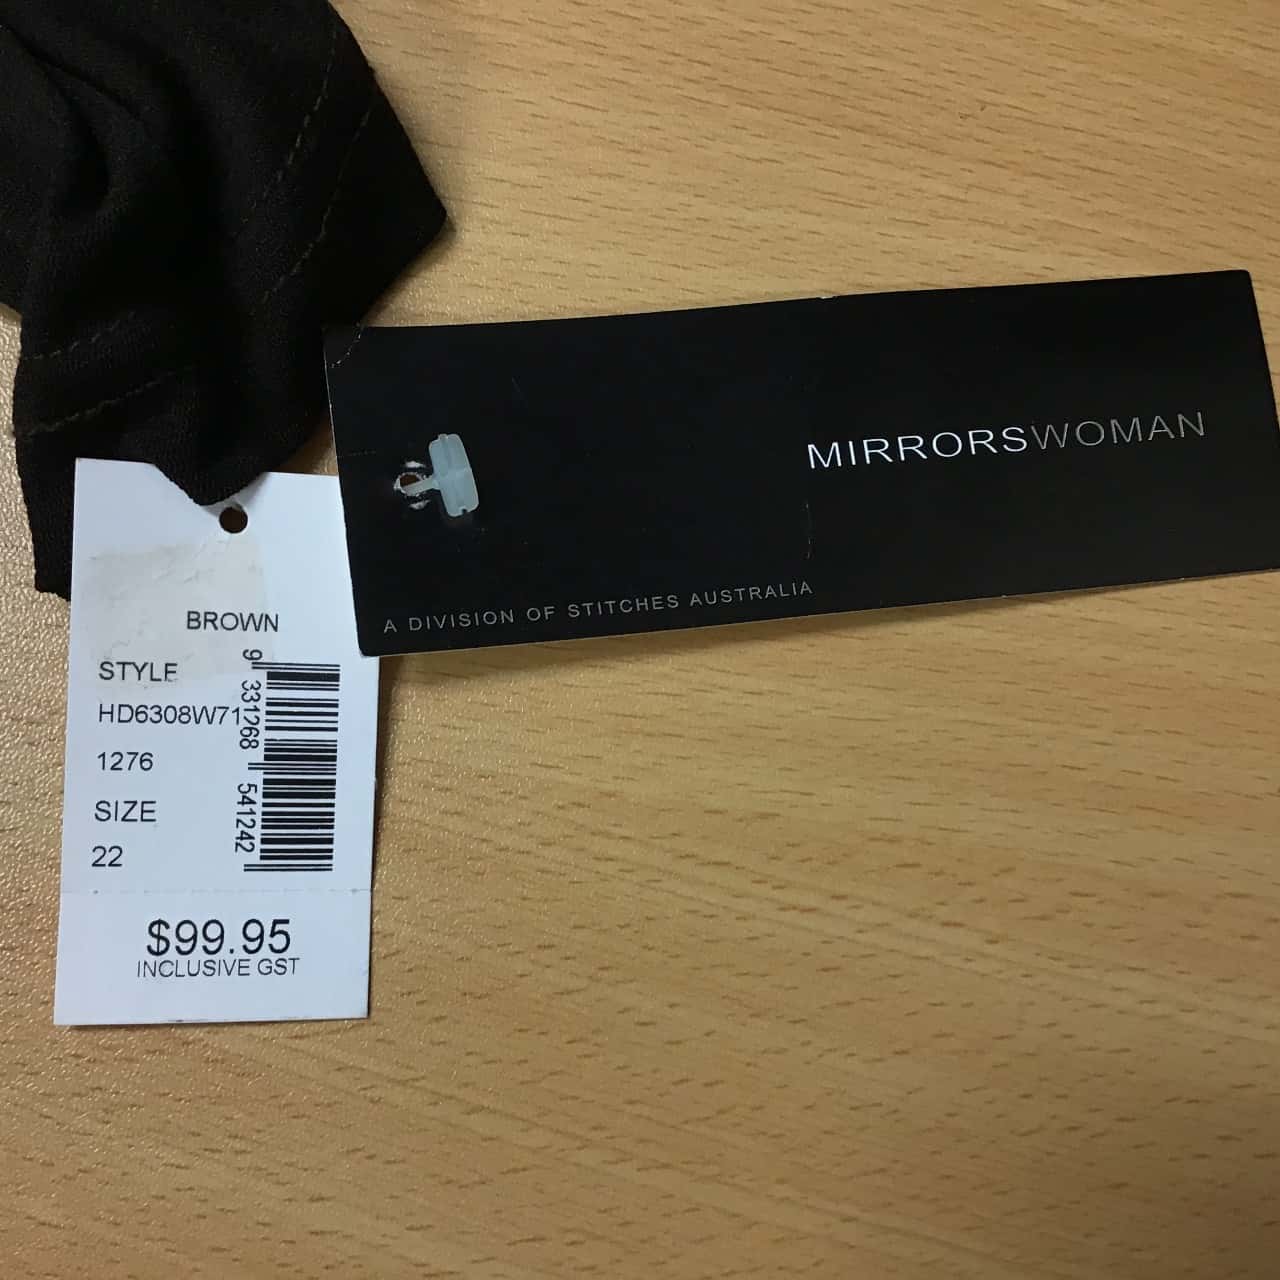 MIRRORSWOMAN
A DIVISION OF STITCHES AUSTRALIA
BROWN
STYLE
HD6308W71
1276
SIZE
22
9 331268 541242
$99.95
INCLUSIVE GST